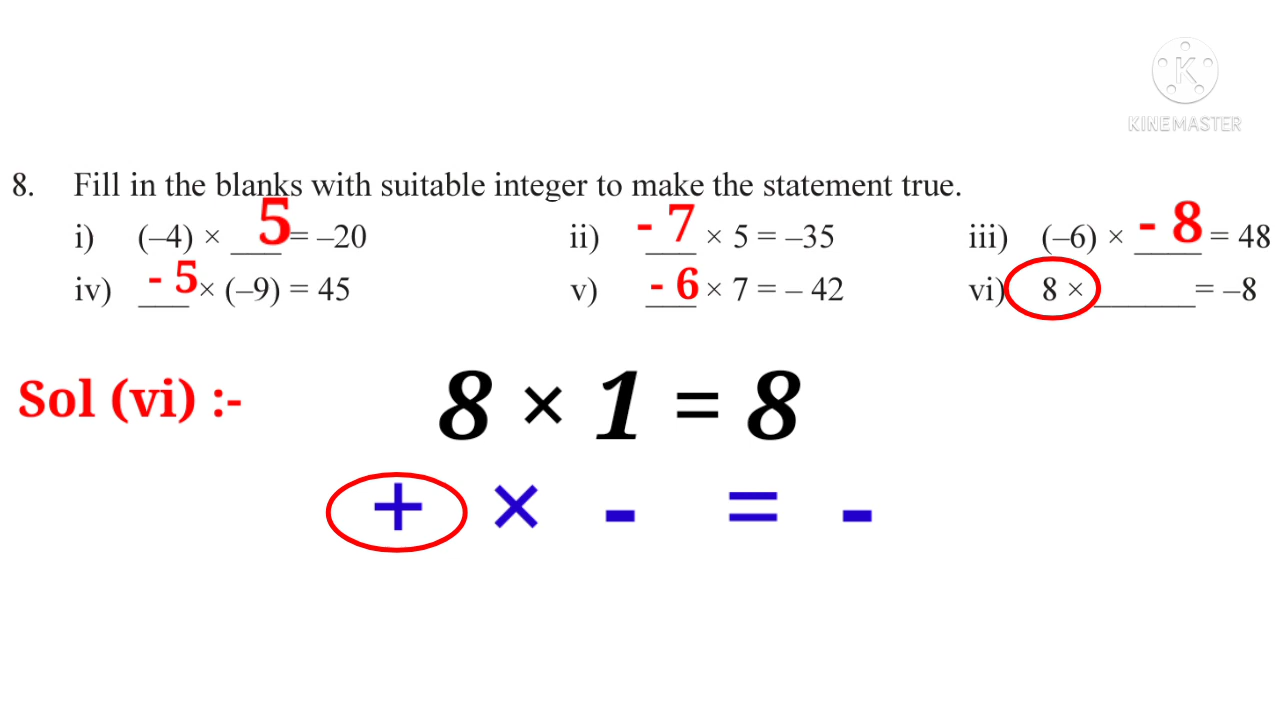 K
KINEMASTER
8. Fill in the blanks with suitable integer to make the statement true.
i) (–4) × 5 = –20 ii) - 7 × 5 = –35 iii) (–6) × - 8 = 48
iv) - 5 × (–9) = 45 v) - 6 × 7 = – 42 vi) 8 × ______ = –8
Sol (vi) :- 8 × 1 = 8
+ × - = -